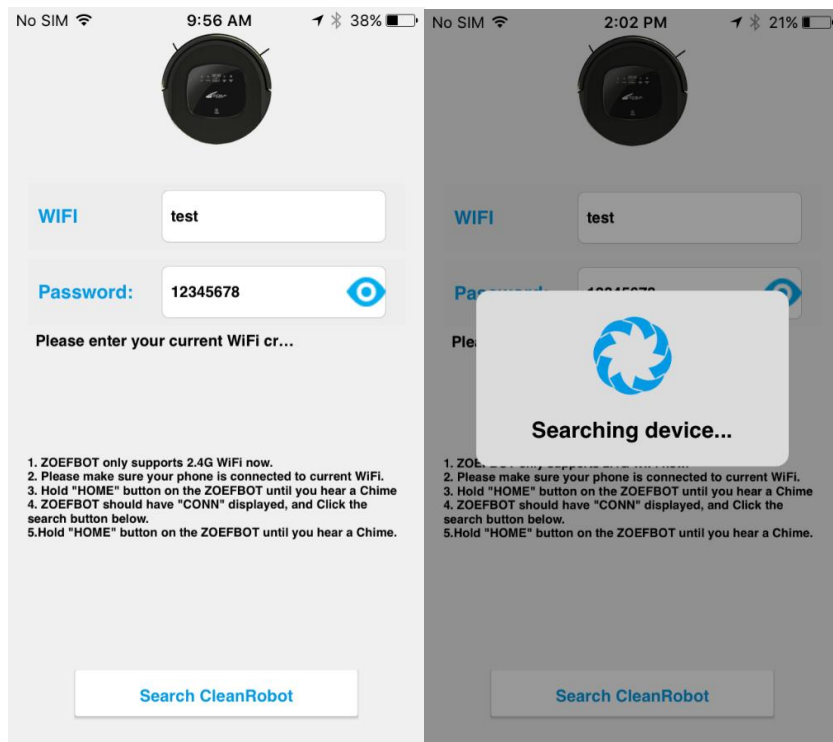 No SIM 9:56 AM 38%
WIFI test
Password: 12345678
Please enter your current WiFi cr...
1. ZOEFBOT only supports 2.4G WiFi now.
2. Please make sure your phone is connected to current WiFi.
3. Hold "HOME" button on the ZOEFBOT until you hear a Chime
4. ZOEFBOT should have "CONN" displayed, and Click the
search button below.
5.Hold "HOME" button on the ZOEFBOT until you hear a Chime.
Search CleanRobot
No SIM 2:02 PM 21%
WIFI test
Searching device...
2. Please make sure your phone is connected to current WiFi.
3. Hold "HOME" button on the ZOEFBOT until you hear a Chime
4. ZOEFBOT should have "CONN" displayed, and Click the
search button below.
5.Hold "HOME" button on the ZOEFBOT until you hear a Chime.
Search CleanRobot